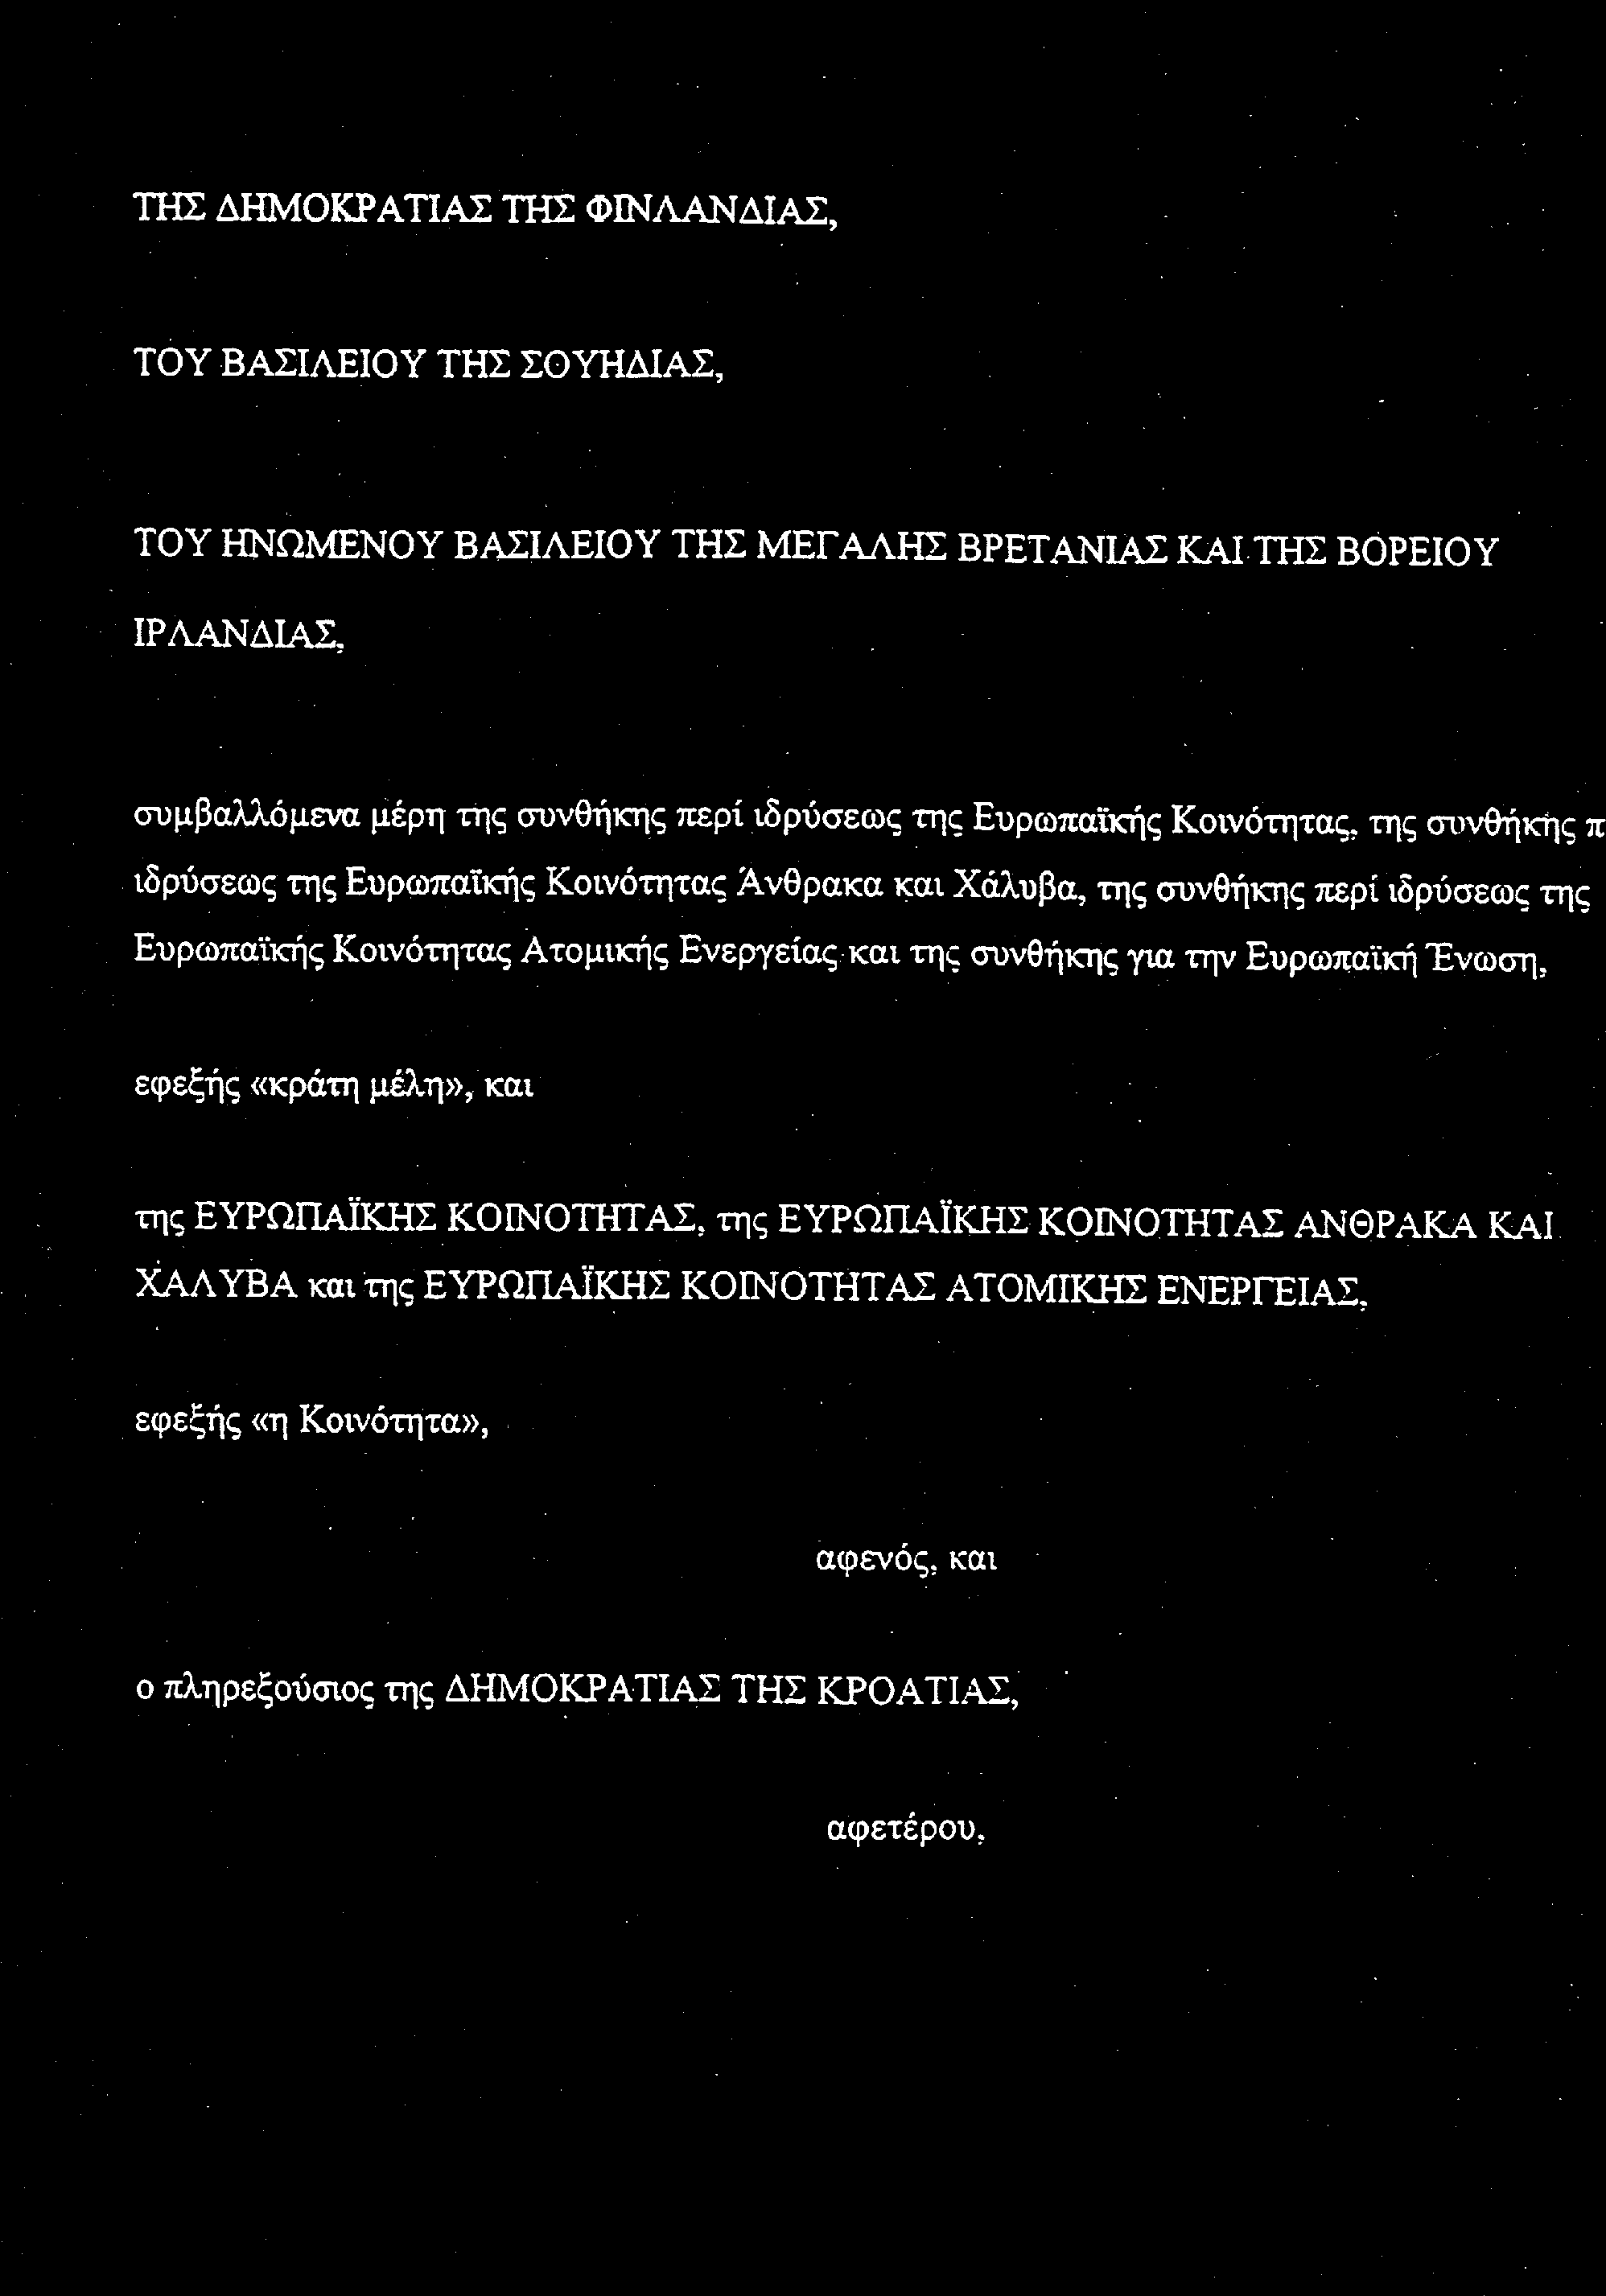 ΤΗΣ ΔΗΜΟΚΡΑΤΙΑΣ ΤΗΣ ΦΙΝΛΑΝΔΙΑΣ,
ΤΟΥ ΒΑΣΙΛΕΙΟΥ ΤΗΣ ΣΟΥΗΔΙΑΣ,
ΤΟΥ ΗΝΩΜΕΝΟΥ ΒΑΣΙΛΕΙΟΥ ΤΗΣ ΜΕΓΑΛΗΣ ΒΡΕΤΑΝΙΑΣ ΚΑΙ ΤΗΣ ΒΟΡΕΙΟΥ
ΙΡΛΑΝΔΙΑΣ,
συμβαλλόμενα μέρη της συνθήκης περί ιδρύσεως της Ευρωπαϊκής Κοινότητας, της συνθήκης
ιδρύσεως της Ευρωπαϊκής Κοινότητας Άνθρακα και Χάλυβα, της συνθήκης περί ιδρύσεως της
Ευρωπαϊκής Κοινότητας Ατομικής Ενεργείας και της συνθήκης για την Ευρωπαϊκή Ένωση,
εφεξής «κράτη μέλη», και
της ΕΥΡΩΠΑΪΚΗΣ ΚΟΙΝΟΤΗΤΑΣ, της ΕΥΡΩΠΑΪΚΗΣ ΚΟΙΝΟΤΗΤΑΣ ΑΝΘΡΑΚΑ ΚΑΙ
ΧΑΛΥΒΑ και της ΕΥΡΩΠΑΪΚΗΣ ΚΟΙΝΟΤΗΤΑΣ ΑΤΟΜΙΚΗΣ ΕΝΕΡΓΕΙΑΣ,
εφεξής «η Κοινότητα»,
αφενός, και
ο πληρεξούσιος της ΔΗΜΟΚΡΑΤΙΑΣ ΤΗΣ ΚΡΟΑΤΙΑΣ,
αφετέρου,